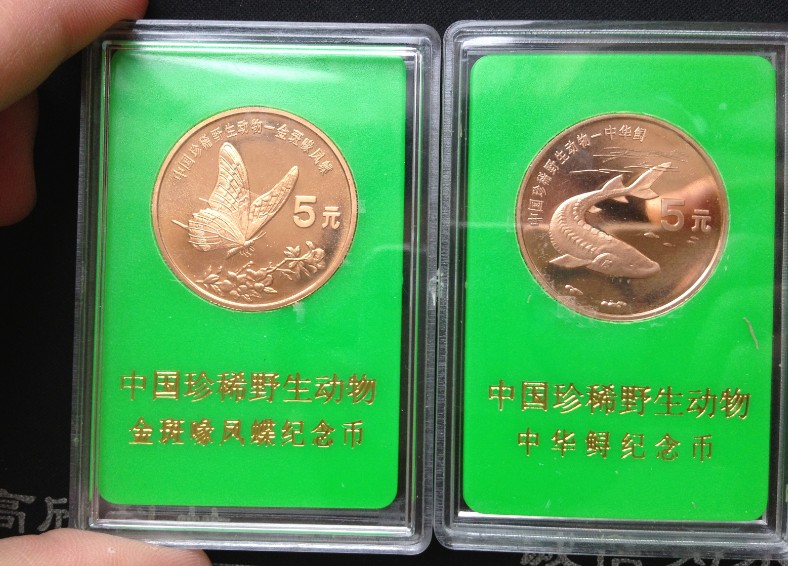 中国珍稀野生动物—金斑喙凤蝶
5元
中国珍稀野生动物
金斑喙凤蝶纪念币
中国珍稀野生动物—中华鲟
5元
中国珍稀野生动物
中华鲟纪念币